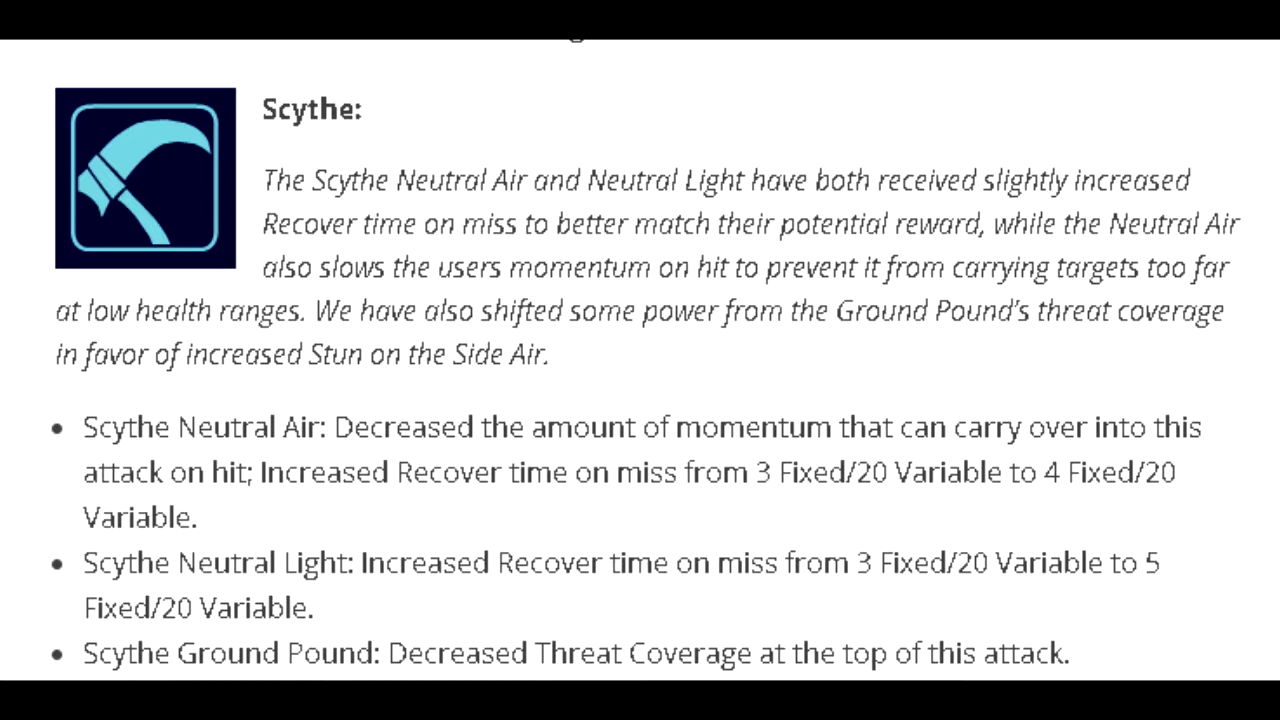 Scythe:
The Scythe Neutral Air and Neutral Light have both received slightly increased
Recover time on miss to better match their potential reward, while the Neutral Air
also slows the users momentum on hit to prevent it from carrying targets too far
at low health ranges. We have also shifted some power from the Ground Pound’s threat coverage
in favor of increased Stun on the Side Air.
• Scythe Neutral Air: Decreased the amount of momentum that can carry over into this
attack on hit; Increased Recover time on miss from 3 Fixed/20 Variable to 4 Fixed/20
Variable.
• Scythe Neutral Light: Increased Recover time on miss from 3 Fixed/20 Variable to 5
Fixed/20 Variable.
• Scythe Ground Pound: Decreased Threat Coverage at the top of this attack.